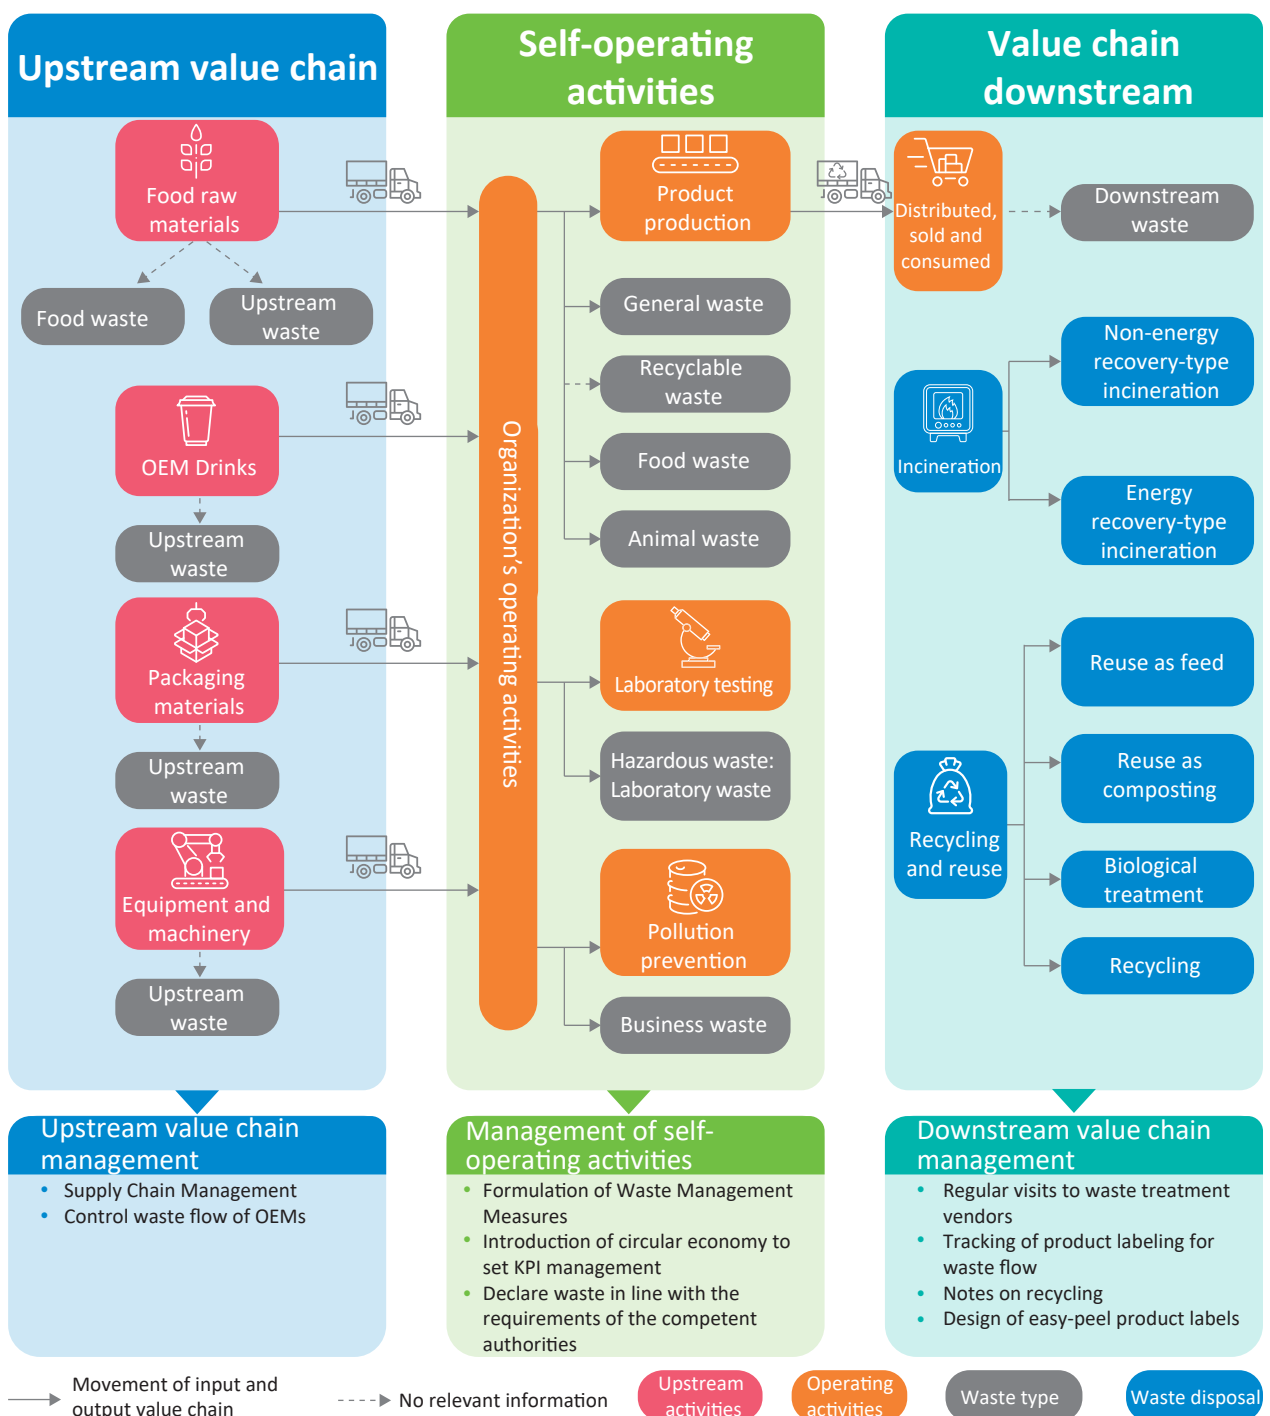 Upstream value chain
Food raw
materials
Food waste
Upstream
waste
OEM Drinks
Upstream
waste
Packaging
materials
Upstream
waste
Equipment and
machinery
Upstream
waste
Self-operating
activities
Organization's operating activities
Product
production
General waste
Recyclable
waste
Food waste
Animal waste
Laboratory testing
Hazardous waste:
Laboratory waste
Pollution
prevention
Business waste
Value chain
downstream
Distributed,
sold and
consumed
Downstream
waste
Incineration
Non-energy
recovery-type
incineration
Energy
recovery-type
incineration
Recycling
and reuse
Reuse as feed
Reuse as
composting
Biological
treatment
Recycling
Upstream value chain
management
• Supply Chain Management
• Control waste flow of OEMs
Management of self-
operating activities
• Formulation of Waste Management
Measures
• Introduction of circular economy to
set KPI management
• Declare waste in line with the
requirements of the competent
authorities
Downstream value chain
management
• Regular visits to waste treatment
vendors
• Tracking of product labeling for
waste flow
• Notes on recycling
• Design of easy-peel product labels
Movement of input and
output value chain
No relevant information
Upstream
activities
Operating
activities
Waste type
Waste disposal